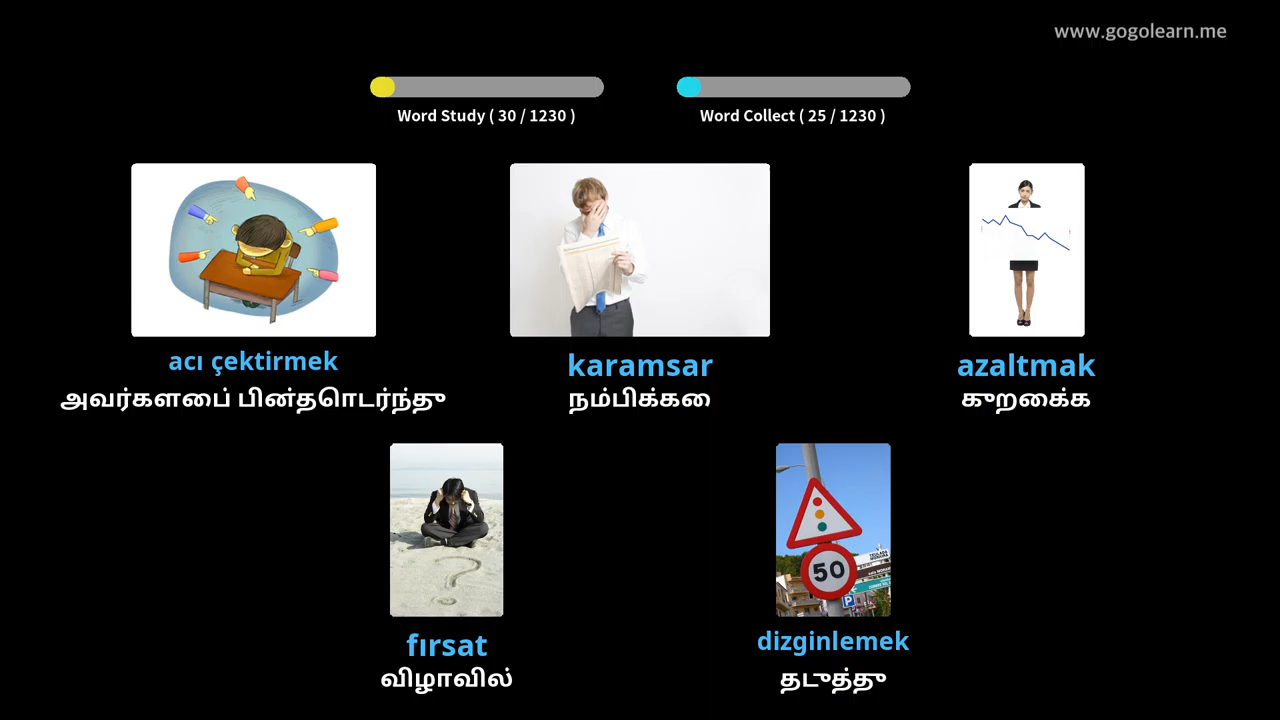 www.gogolearn.me
Word Study ( 30 / 1230 )
Word Collect ( 25 / 1230 )
acı çektirmek
அவர்களைப் பின்தொடர்ந்து
karamsar
நம்பிக்கை
azaltmak
குறைக்க
50
P
fırsat
விழாவில்
dizginlemek
தடுத்து